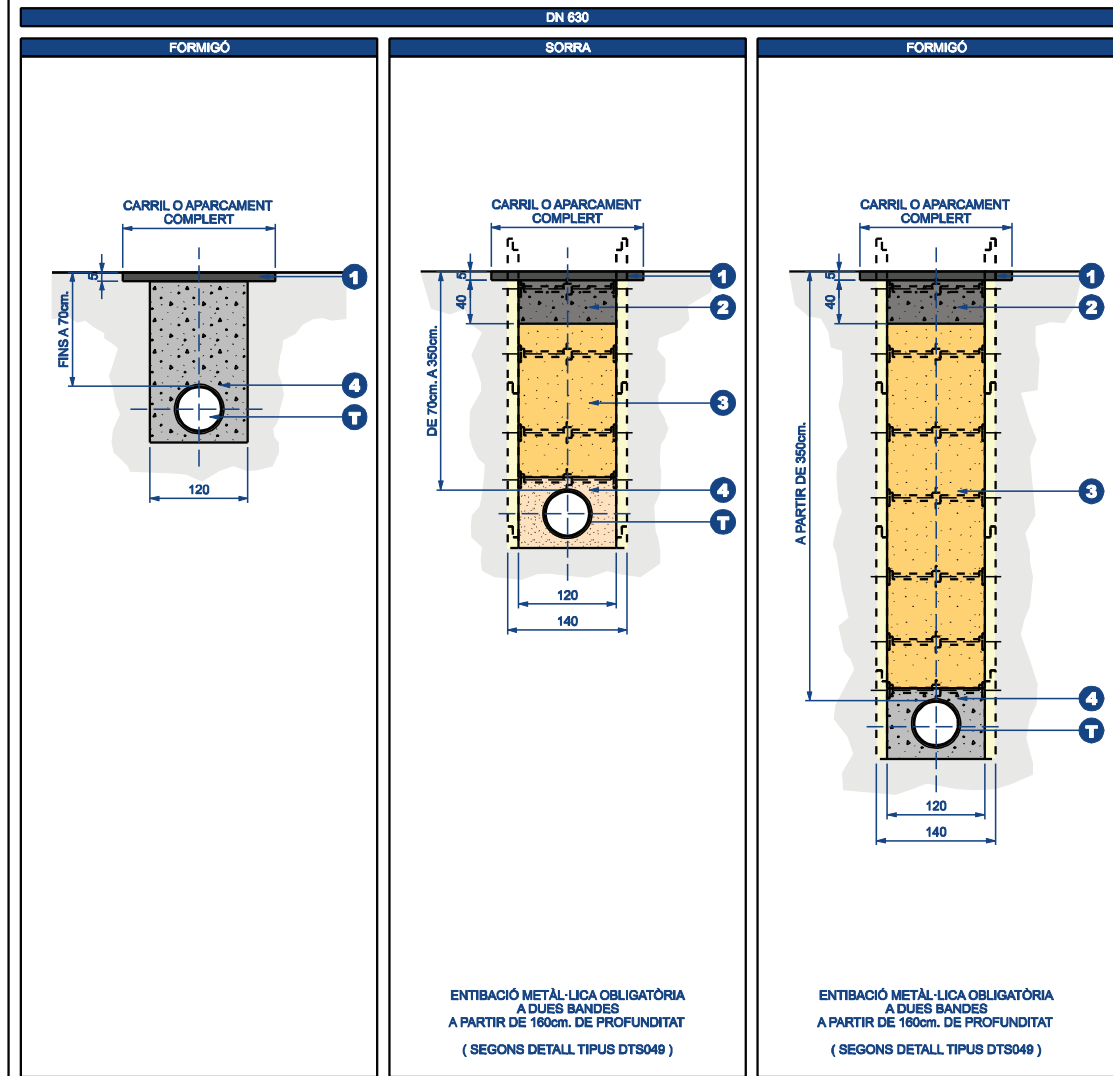 DN 630
FORMIGÓ
CARRIL O APARCAMENT
COMPLERT
5
FINS A 70cm.
1
4
T
120
SORRA
CARRIL O APARCAMENT
COMPLERT
5
40
DE 70cm. A 350cm.
1
2
3
4
T
120
140
ENTIBACIÓ METÀL·LICA OBLIGATÒRIA
A DUES BANDES
A PARTIR DE 160cm. DE PROFUNDITAT
( SEGONS DETALL TIPUS DTS049 )
FORMIGÓ
CARRIL O APARCAMENT
COMPLERT
5
40
A PARTIR DE 350cm.
1
2
3
4
T
120
140
ENTIBACIÓ METÀL·LICA OBLIGATÒRIA
A DUES BANDES
A PARTIR DE 160cm. DE PROFUNDITAT
( SEGONS DETALL TIPUS DTS049 )